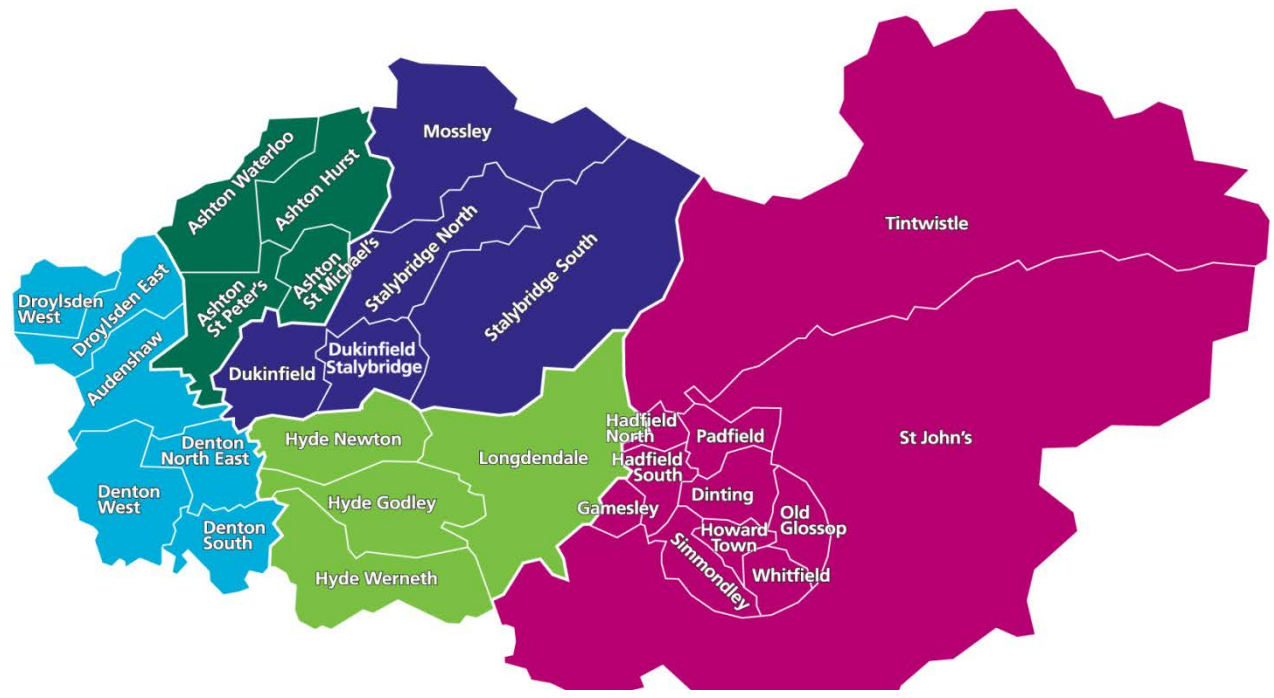 Mossley
Ashton Waterloo
Ashton Hurst
Tintwistle
Stalybridge North
Stalybridge South
Ashton
St Michael's
Ashton
St Peter's
Droylsden
West
Droylsden East
Audenshaw
Dukinfield
Dukinfield
Stalybridge
Hadfield
North
Padfield
St John's
Hyde Newton
Denton
North East
Longdendale
Hadfield
South
Denton
West
Hyde Godley
Gamesley
Dinting
Old
Glossop
Denton
South
Howard
Town
Simmondley
Whitfield
Hyde Werneth